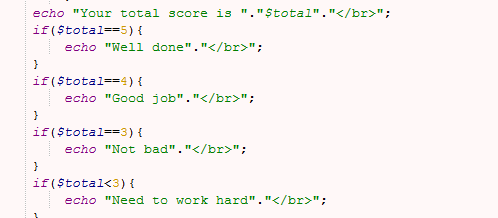 echo "Your total score is "."$total"."</br>";
if($total==5){
echo "Well done"."</br>";
}
if($total==4){
echo "Good job"."</br>";
}
if($total==3){
echo "Not bad"."</br>";
}
if($total<3){
echo "Need to work hard"."</br>";
}